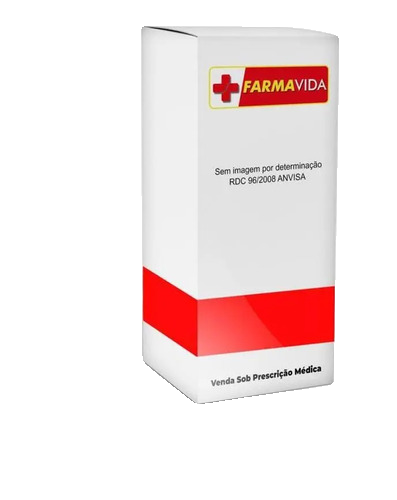 FARMAVIDA
Sem imagem por determinação
RDC 96/2008 ANVISA
Venda Sob Prescrição Médica